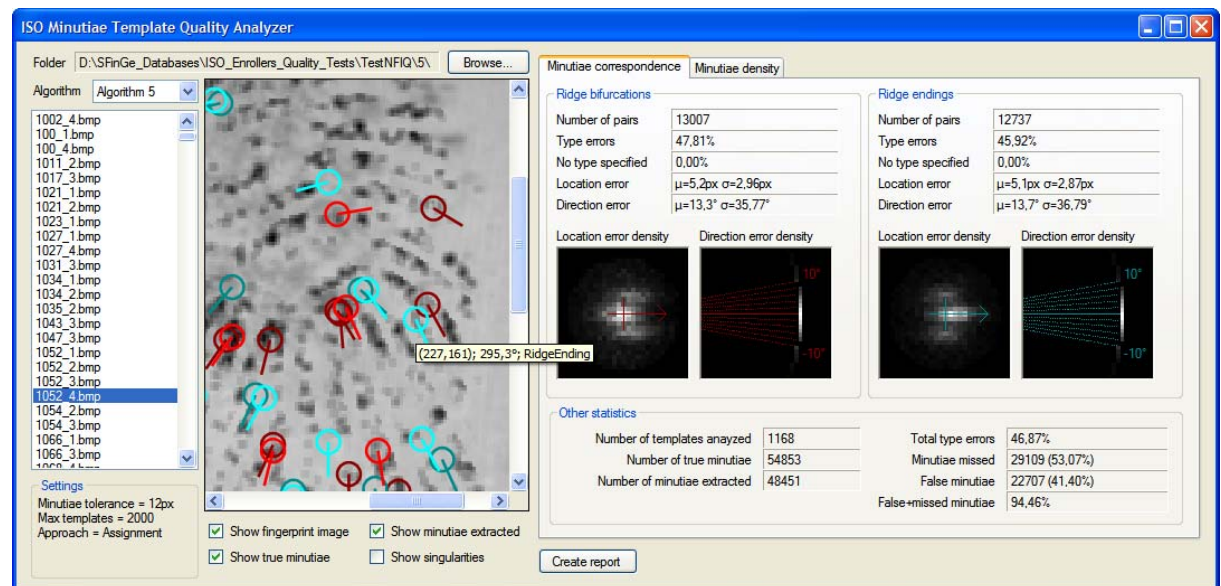 ISO Minutiae Template Quality Analyzer
Folder D:\SFinGe_Databases\ISO_Enrollers_Quality_Tests\TestNFIQ\5\ Browse...
Algorithm Algorithm 5
1002_4.bmp
100_1.bmp
100_4.bmp
1011_2.bmp
1017_3.bmp
1021_1.bmp
1021_2.bmp
1023_1.bmp
1027_1.bmp
1027_4.bmp
1031_3.bmp
1034_1.bmp
1034_2.bmp
1035_2.bmp
1043_3.bmp
1047_3.bmp
1052_1.bmp
1052_2.bmp
1052_3.bmp
1052_4.bmp
1054_2.bmp
1054_3.bmp
1066_1.bmp
1066_3.bmp
Settings
Minutiae tolerance = 12px
Max templates = 2000
Approach = Assignment
(227,161); 295,3°; RidgeEnding
Show fingerprint image Show minutiae extracted
Show true minutiae Show singularities
Minutiae correspondence Minutiae density
Ridge bifurcations
Number of pairs 13007
Type errors 47,81%
No type specified 0,00%
Location error μ=5,2px σ=2,96px
Direction error μ=13,3° σ=35,77°
Location error density Direction error density
10°
-10°
Ridge endings
Number of pairs 12737
Type errors 45,92%
No type specified 0,00%
Location error μ=5,1px σ=2,87px
Direction error μ=13,7° σ=36,79°
Location error density Direction error density
10°
-10°
Other statistics
Number of templates anayzed 1168
Number of true minutiae 54853
Number of minutiae extracted 48451
Total type errors 46,87%
Minutiae missed 29109 (53,07%)
False minutiae 22707 (41,40%)
False+missed minutiae 94,46%
Create report